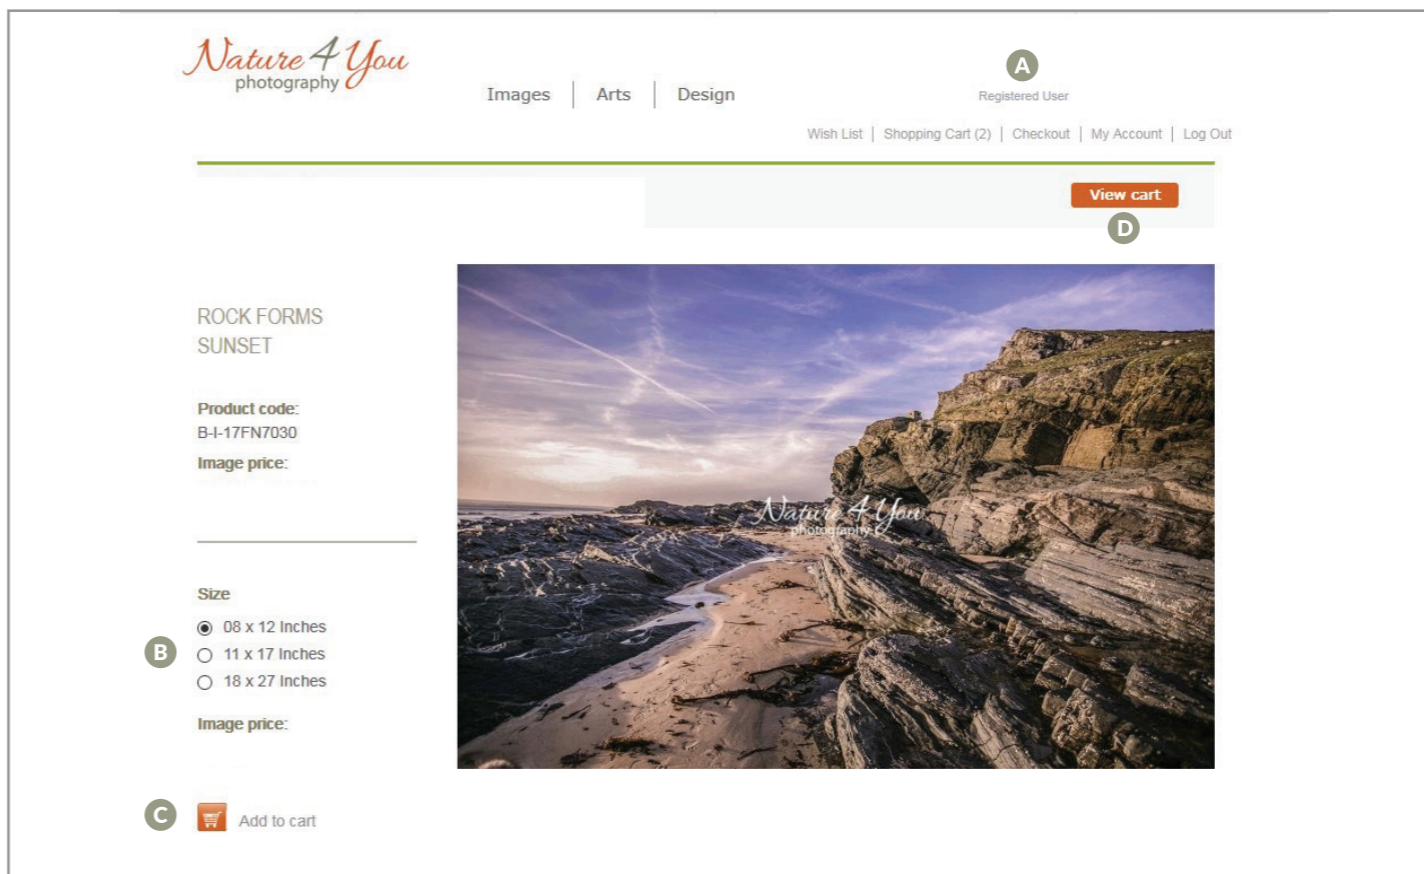 Nature 4 You
photography
Images | Arts | Design
A
Registered User
Wish List | Shopping Cart (2) | Checkout | My Account | Log Out
View cart
D
ROCK FORMS
SUNSET
Product code:
B-I-17FN7030
Image price:
Nature 4 You
photography
Size
08 x 12 Inches
B
11 x 17 Inches
18 x 27 Inches
Image price:
C
Add to cart